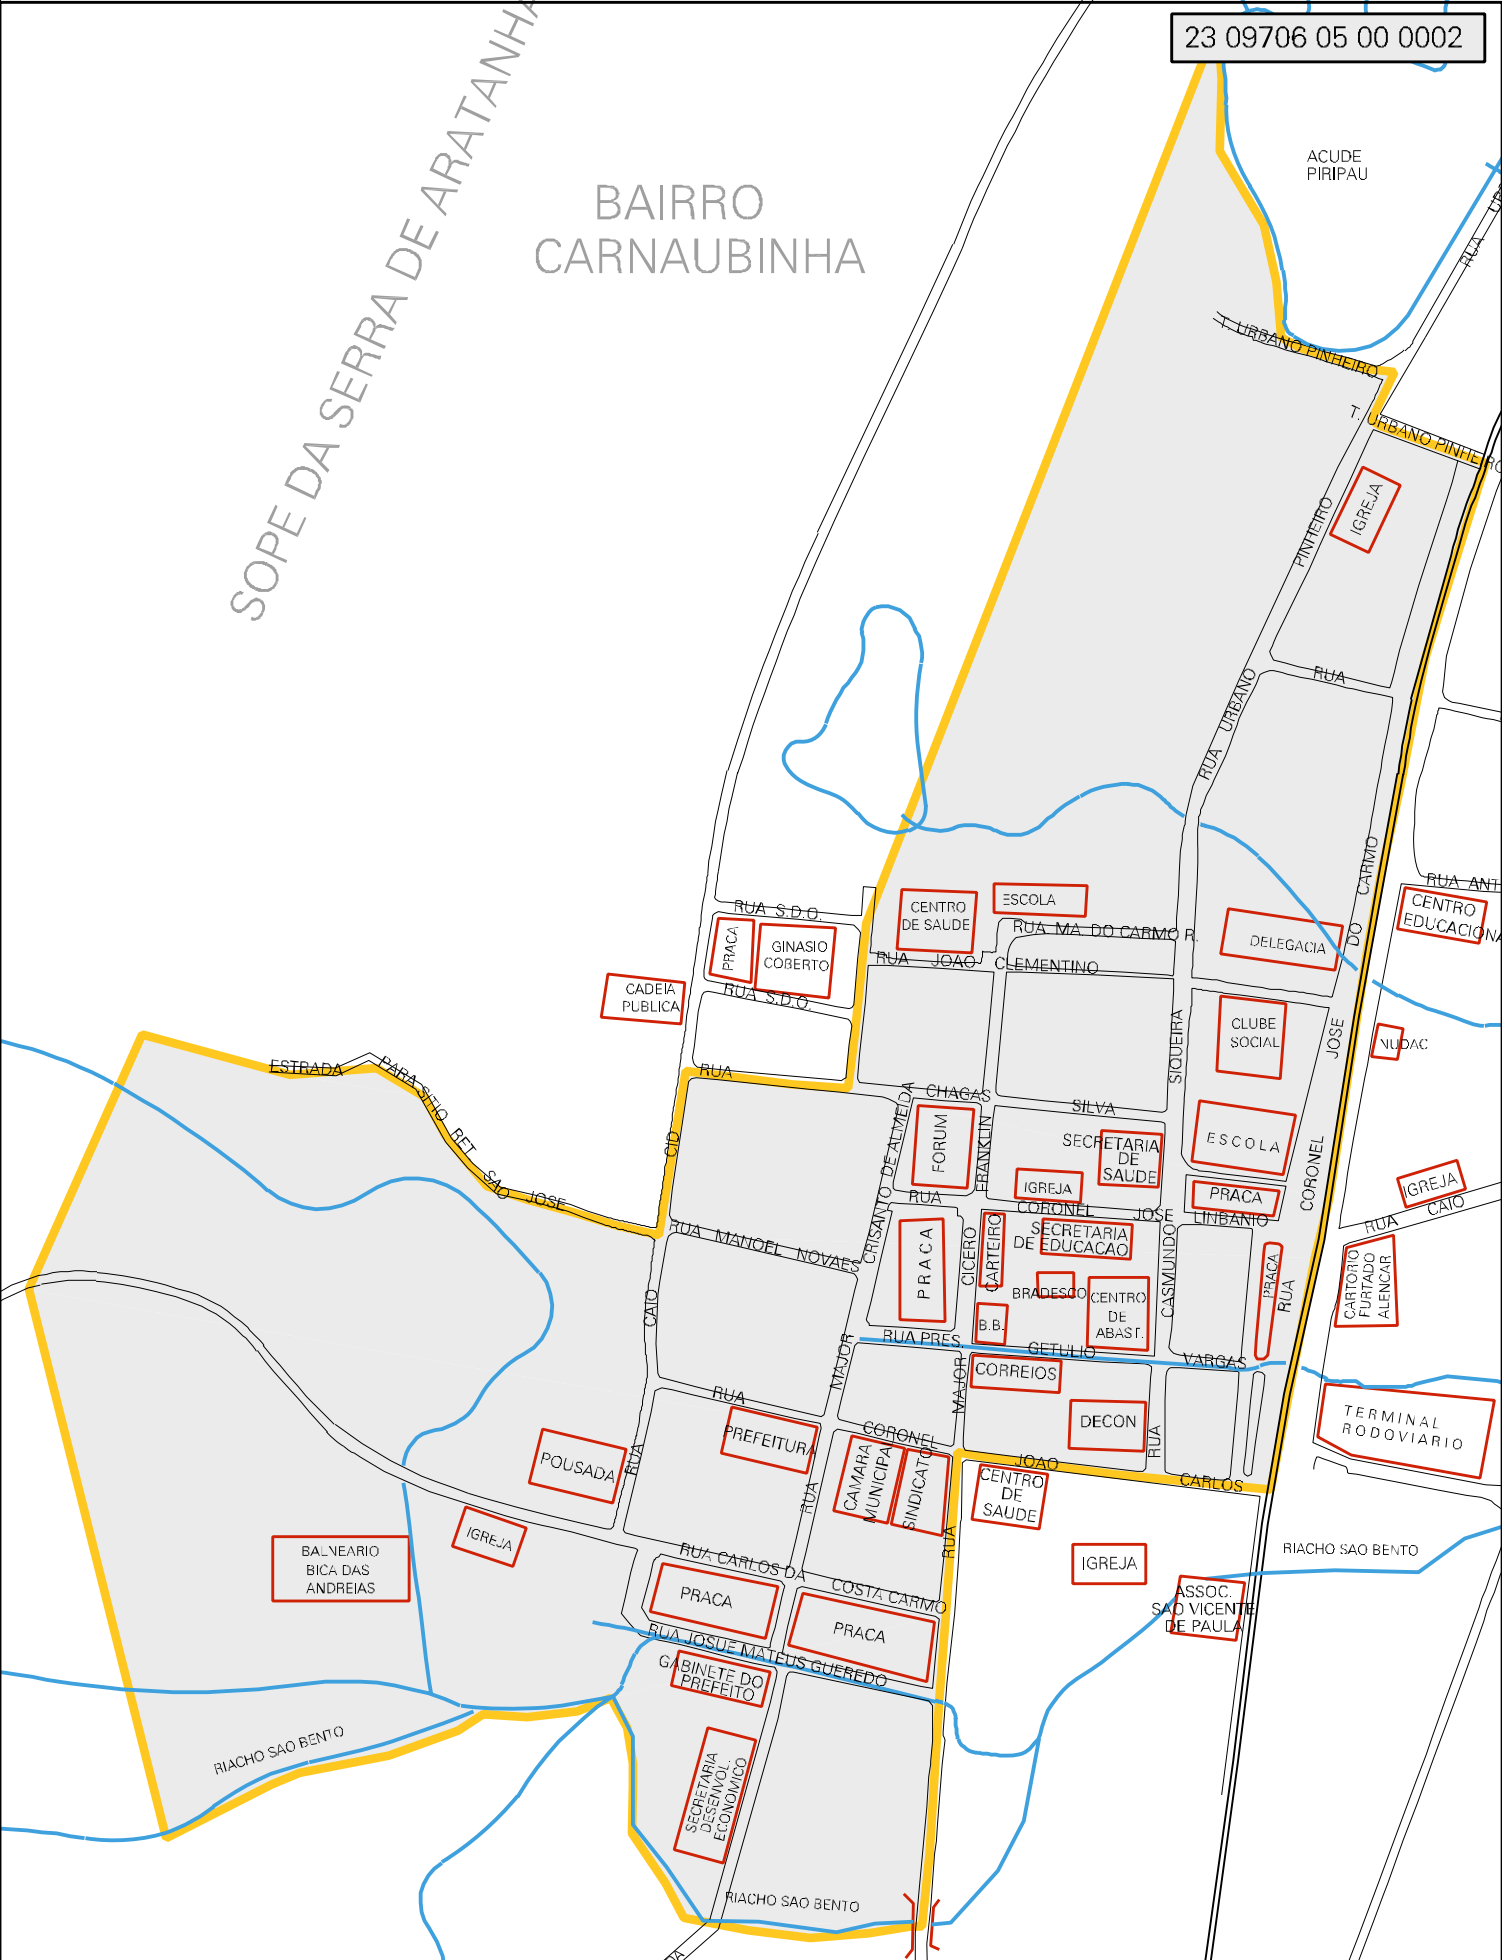 23 09706 05 00 0002
SOPE DA SERRA DE ARATANHA
BAIRRO
CARNAUBINHA
ACUDE
PIRIPAU
RUA
T. URBANO PINHEIRO
T. URBANO PINHEIRO
IGREJA
PINHEIRO
RUA
URBANO
RUA
CARMO
DO
RUA ANT
CENTRO
EDUCACIONA
ESCOLA
CENTRO
DE SAUDE
RUA S.D.O.
PRACA
GINASIO
COBERTO
RUA MA. DO CARMO R.
DELEGACIA
RUA JOAO CLEMENTINO
CADEIA
PUBLICA
RUA S.D.O.
CLUBE
SOCIAL
SIQUEIRA
JOSE
NUDAC
ESTRADA PARA SITIO RET SAO JOSE
RUA
CHAGAS
SILVA
CRISANTO DE ALMEIDA
FORUM
FRANKLIN
SECRETARIA
DE
SAUDE
ESCOLA
CORONEL
CID
IGREJA
RUA
CORONEL
JOSE
LINBANIO
PRACA
IGREJA
RUA CAIO
RUA MANOEL NOVAES
PRACA
CICERO
CARTEIRO
SECRETARIA
DE EDUCACAO
CASMUNDO
PRACA
RUA
CARTORIO
FURTADO
ALENCAR
BRADESCO
CENTRO
DE
ABAST.
B.B.
CAIO
RUA PRES.
GETULIO
VARGAS
MAJOR
MAJOR
CORREIOS
RUA
DECON
TERMINAL
RODOVIARIO
PREFEITURA
CORONEL
JOAO
CARLOS
RUA
POUSADA
RUA
CAMARA
MUNICIPAL
SINDICATO
CENTRO
DE
SAUDE
RUA
RUA
IGREJA
BALNEARIO
BICA DAS
ANDREIAS
RUA CARLOS DA
COSTA CARMO
IGREJA
RIACHO SAO BENTO
PRACA
PRACA
ASSOC.
SAO VICENTE
DE PAULA
RUA JOSUE MATEUS GUEREDO
GABINETE DO
PREFEITO
RIACHO SAO BENTO
SECRETARIA
DESENVOL.
ECONOMICO
RIACHO SAO BENTO